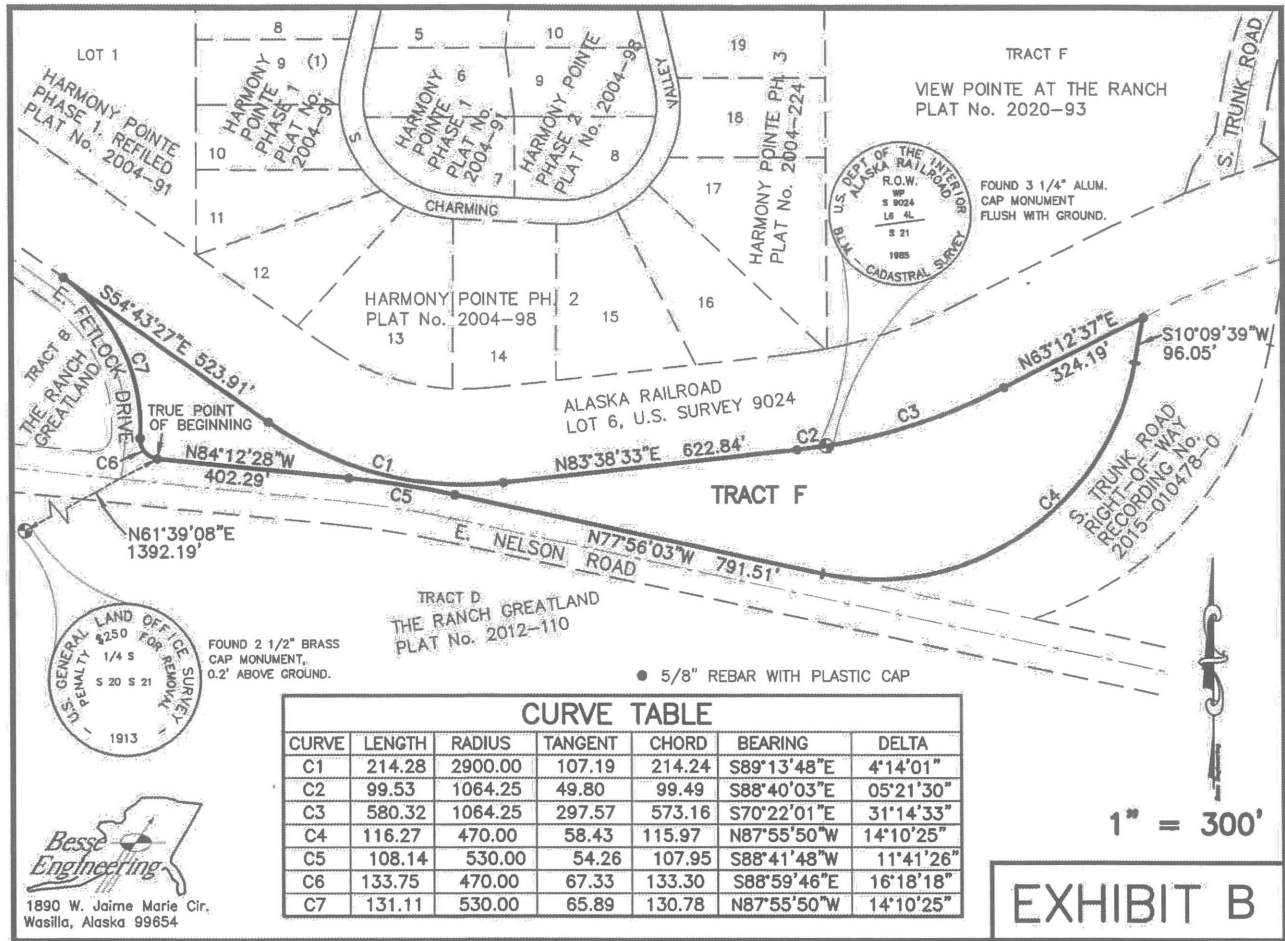 LOT 1
HARMONY POINTE
PHASE 1, REFILED
PLAT No. 2004-91
8
9 (1)
HARMONY
POINTE
PHASE 1
PLAT No.
2004-91
10
11
12
5
6
HARMONY
POINTE
PHASE 1
PLAT No.
2004-91
7
10
9
HARMONY POINTE
PHASE 2,
PLAT No. 2004-98
8
S
CHARMING
VALLEY
HARMONY POINTE PH. 2
PLAT No. 2004-98
13
14
15
16
17
18
19
HARMONY POINTE PH. 3
PLAT No. 2004-224
TRACT F
VIEW POINTE AT THE RANCH
PLAT No. 2020-93
S. TRUNK ROAD
U.S. DEPT OF THE INTERIOR
ALASKA RAILROAD
R.O.W.
WP
S 9024
L6 4L
S 21
1985
B.L.M. - CADASTRAL SURVEY
FOUND 3 1/4" ALUM.
CAP MONUMENT
FLUSH WITH GROUND.
S54°43'27"E 523.91'
E. FETLOCK DRIVE
C7
TRACT B
THE RANCH
GREATLAND
TRUE POINT
OF BEGINNING
C6
N84°12'28"W
402.29'
C1
C5
ALASKA RAILROAD
LOT 6, U.S. SURVEY 9024
N83°38'33"E 622.84'
C2
C3
N63°12'37"E
324.19'
S10°09'39"W
96.05'
TRACT F
C4
S. TRUNK ROAD
RIGHT-OF-WAY
RECORDING No.
2015-010478-0
N61°39'08"E
1392.19'
E. NELSON ROAD
N77°56'03"W 791.51'
TRACT D
THE RANCH GREATLAND
PLAT No. 2012-110
U.S. GENERAL LAND OFFICE SURVEY
PENALTY $250 FOR REMOVAL
1/4 S
S 20 S 21
1913
FOUND 2 1/2" BRASS
CAP MONUMENT,
0.2' ABOVE GROUND.
5/8" REBAR WITH PLASTIC CAP
CURVE TABLE
CURVE LENGTH RADIUS TANGENT CHORD BEARING DELTA
C1 214.28 2900.00 107.19 214.24 S89°13'48"E 4°14'01"
C2 99.53 1064.25 49.80 99.49 S88°40'03"E 05°21'30"
C3 580.32 1064.25 297.57 573.16 S70°22'01"E 31°14'33"
C4 116.27 470.00 58.43 115.97 N87°55'50"W 14°10'25"
C5 108.14 530.00 54.26 107.95 S88°41'48"W 11°41'26"
C6 133.75 470.00 67.33 133.30 S88°59'46"E 16°18'18"
C7 131.11 530.00 65.89 130.78 N87°55'50"W 14°10'25"
N
1" = 300'
Besse
Engineering
1890 W. Jaime Marie Cir.
Wasilla, Alaska 99654
EXHIBIT B